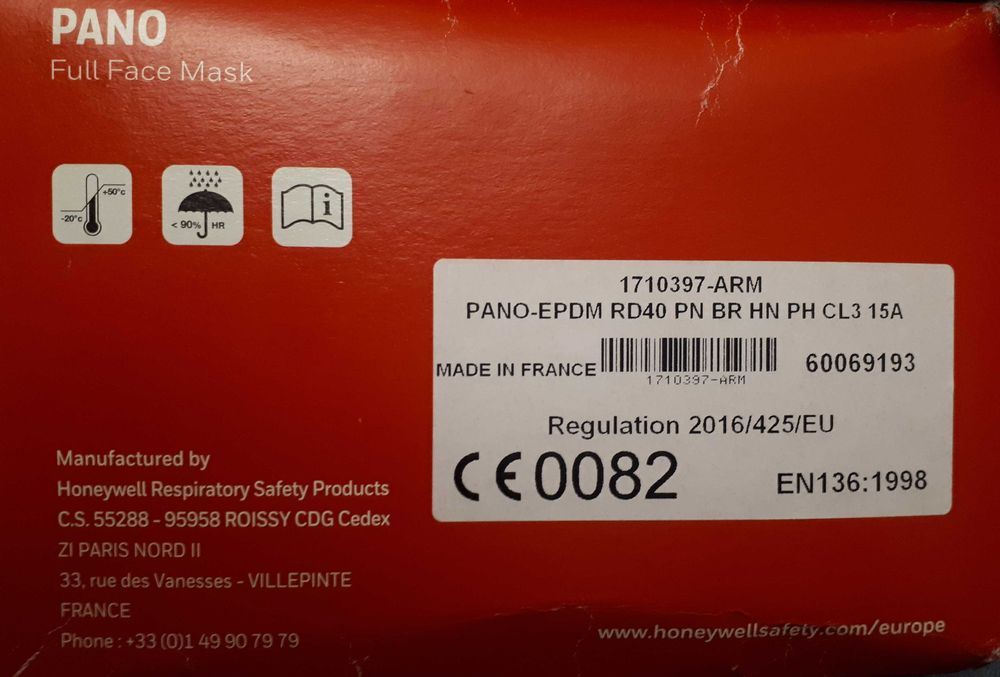 PANO
Full Face Mask
+50°c
-20°c
< 90% HR
i
1710397-ARM
PANO-EPDM RD40 PN BR HN PH CL3 15A
MADE IN FRANCE
1710397-ARM
60069193
Regulation 2016/425/EU
CE 0082
EN136:1998
Manufactured by
Honeywell Respiratory Safety Products
C.S. 55288 - 95958 ROISSY CDG Cedex
ZI PARIS NORD II
33, rue des Vanesses - VILLEPINTE
FRANCE
Phone : +33 (0)1 49 90 79 79
www.honeywellsafety.com/europe